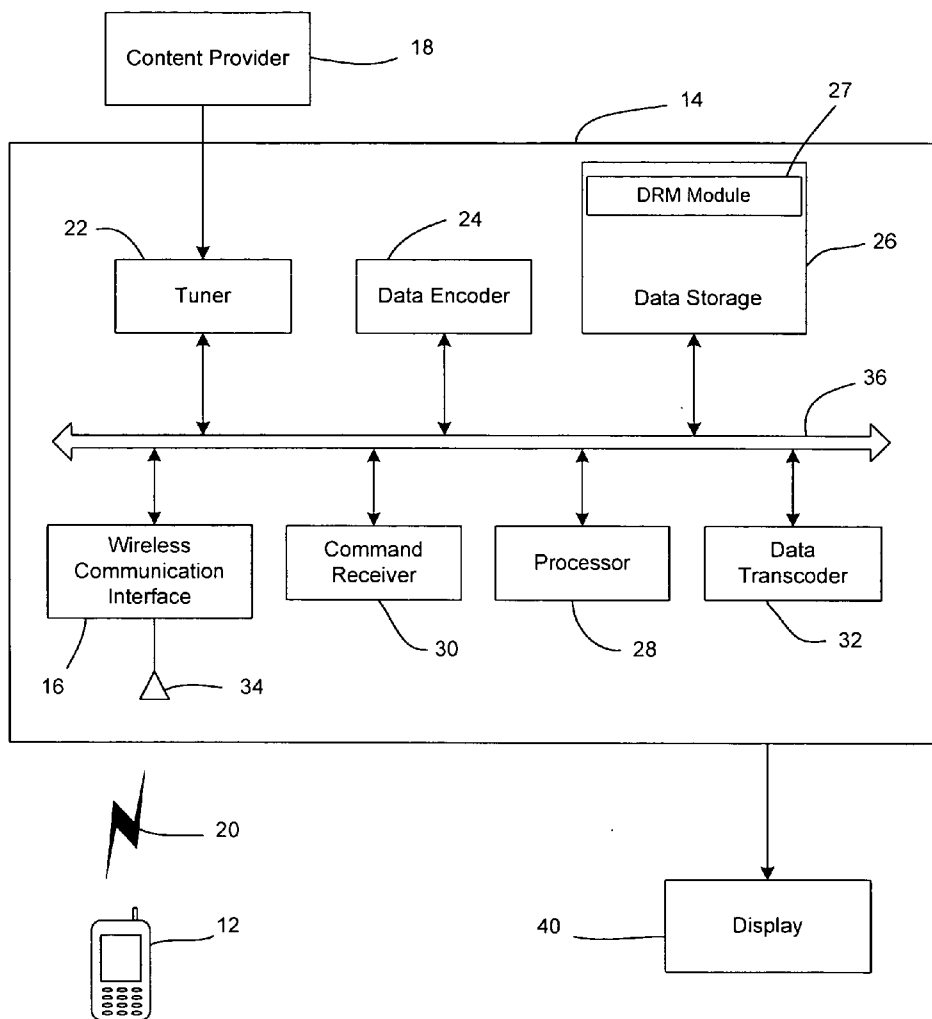 Content Provider
18
14
27
DRM Module
22
24
26
Tuner
Data Encoder
Data Storage
36
Wireless
Communication
Interface
Command
Receiver
Processor
Data
Transcoder
16
34
30
28
32
20
12
40
Display